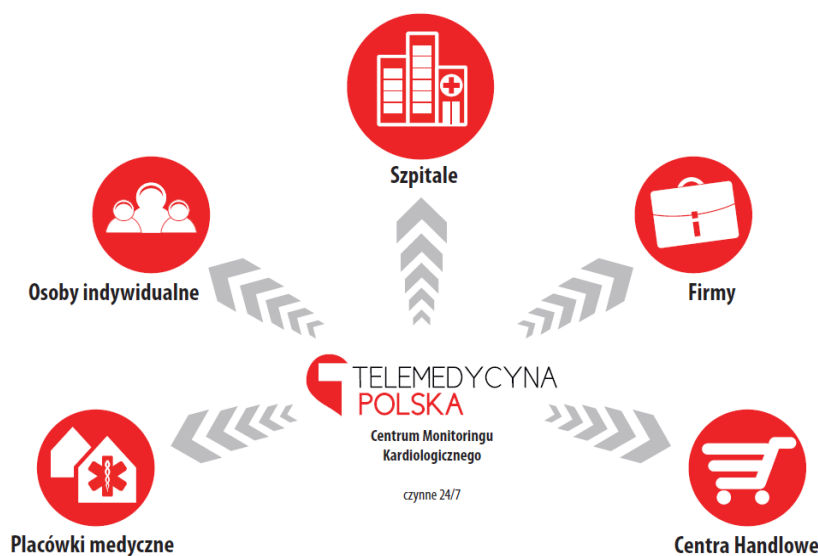 Szpitale
Osoby indywidualne
Firmy
TELEMEDYCYNA
POLSKA
Centrum Monitoringu
Kardiologicznego
czynne 24/7
Placówki medyczne
Centra Handlowe